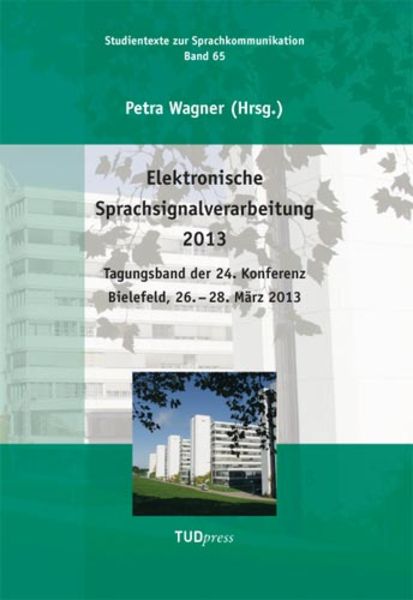 Studientexte zur Sprachkommunikation
Band 65
Petra Wagner (Hrsg.)
Elektronische
Sprachsignalverarbeitung
2013
Tagungsband der 24. Konferenz
Bielefeld, 26. – 28. März 2013
TUDpress